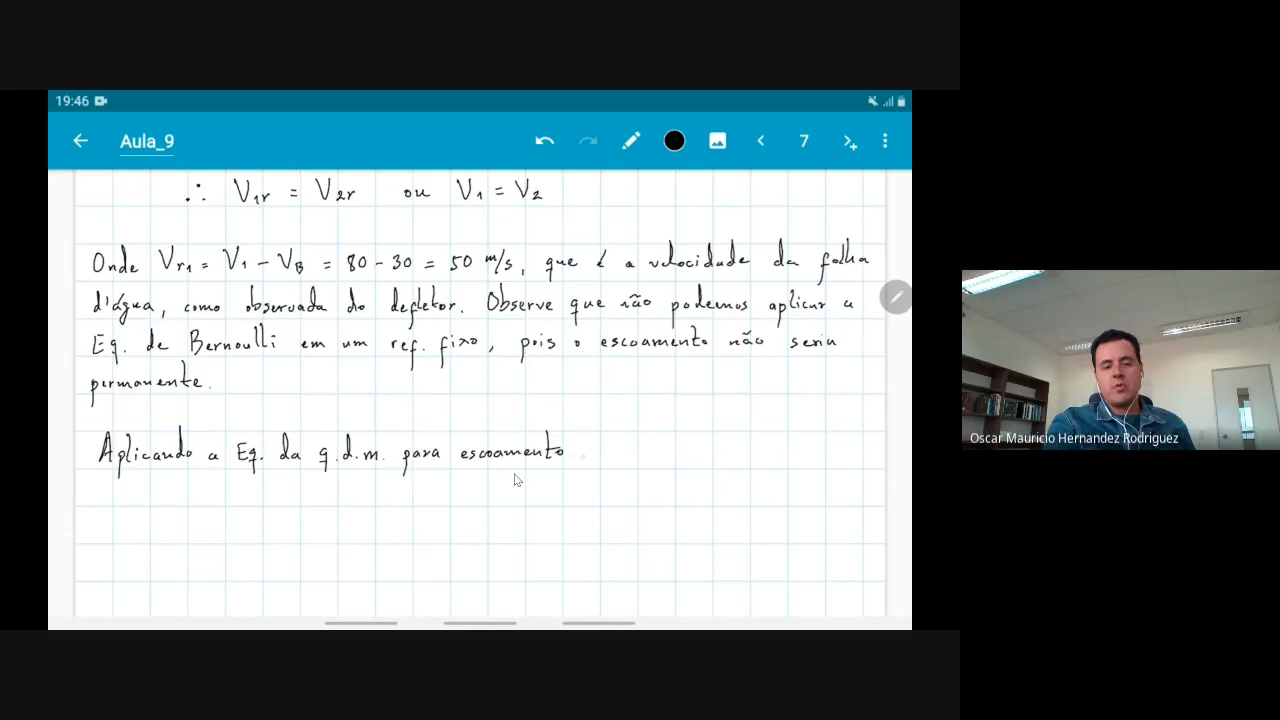 19:46
Aula_9
7
∴ V1r = V2r ou V1 = V2
Onde Vr1 = V1 - VB = 80 - 30 = 50 m/s, que é a velocidade da folha
d'água, como observada do defletor. Observe que não podemos aplicar a
Eq. de Bernoulli em um ref. fixo, pois o escoamento não seria
permanente.
Aplicando a Eq. da q.d.m. para escoamento
Oscar Mauricio Hernandez Rodriguez